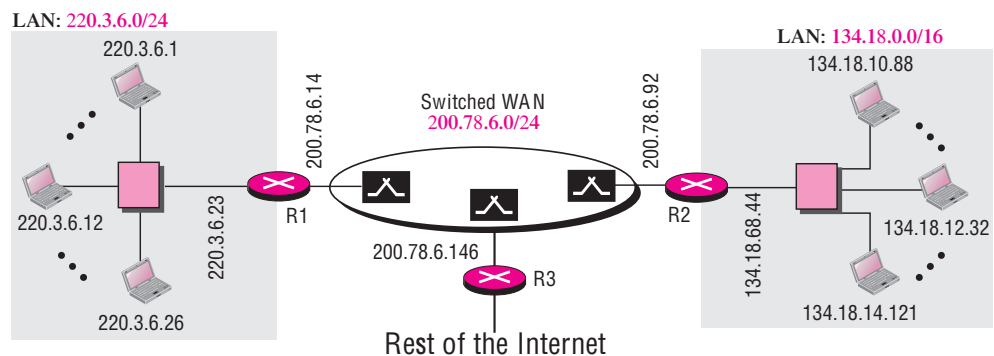 LAN: 220.3.6.0/24
220.3.6.1
220.3.6.12
220.3.6.26
220.3.6.23
R1
200.78.6.14
Switched WAN
200.78.6.0/24
200.78.6.146
R3
Rest of the Internet
200.78.6.92
R2
LAN: 134.18.0.0/16
134.18.10.88
134.18.68.44
134.18.12.32
134.18.14.121